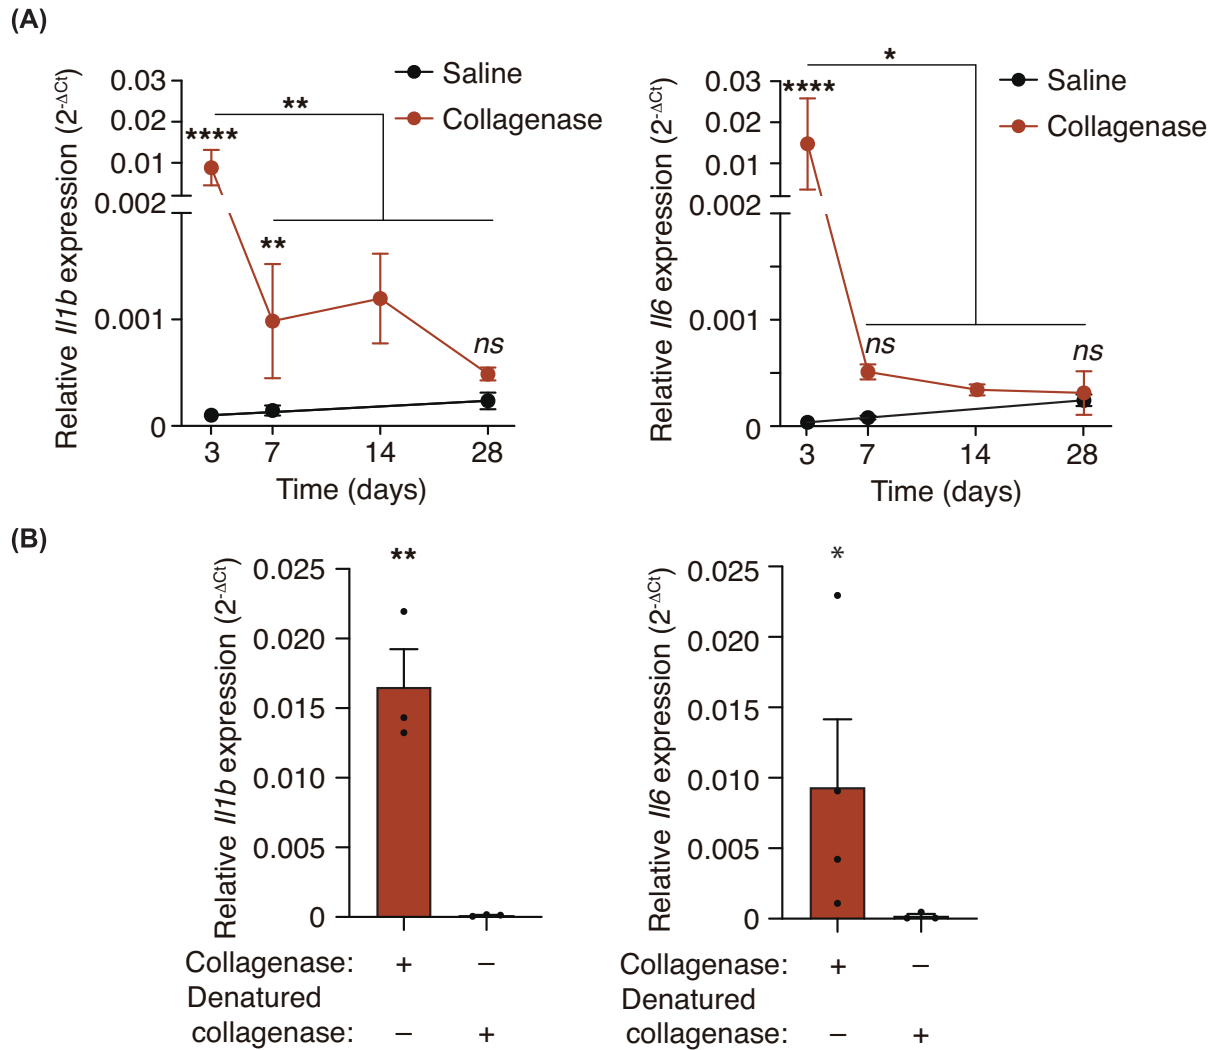 (A)
Relative Il1b expression (2-ΔCt)
0.03
0.02
0.01
0.002
0.001
0
****
**
**
ns
Saline
Collagenase
3 7 14 28
Time (days)
Relative Il6 expression (2-ΔCt)
0.03
0.02
0.01
0.002
0.001
0
****
*
ns
ns
Saline
Collagenase
3 7 14 28
Time (days)
(B)
Relative Il1b expression (2-ΔCt)
0.025
0.020
0.015
0.010
0.005
0
**
Collagenase: + –
Denatured
collagenase: – +
Relative Il6 expression (2-ΔCt)
0.025
0.020
0.015
0.010
0.005
0
*
Collagenase: + –
Denatured
collagenase: – +